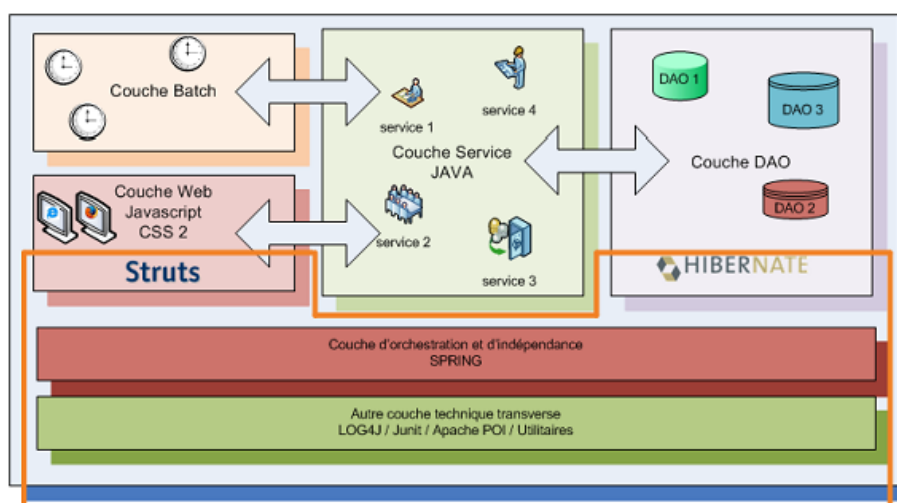 Couche Batch
Couche Web
Javascript
CSS 2
Struts
service 1
service 4
Couche Service
JAVA
service 2
service 3
DAO 1
DAO 3
Couche DAO
DAO 2
HIBERNATE
Couche d'orchestration et d'indépendance
SPRING
Autre couche technique transverse
LOG4J / Junit / Apache POI / Utilitaires